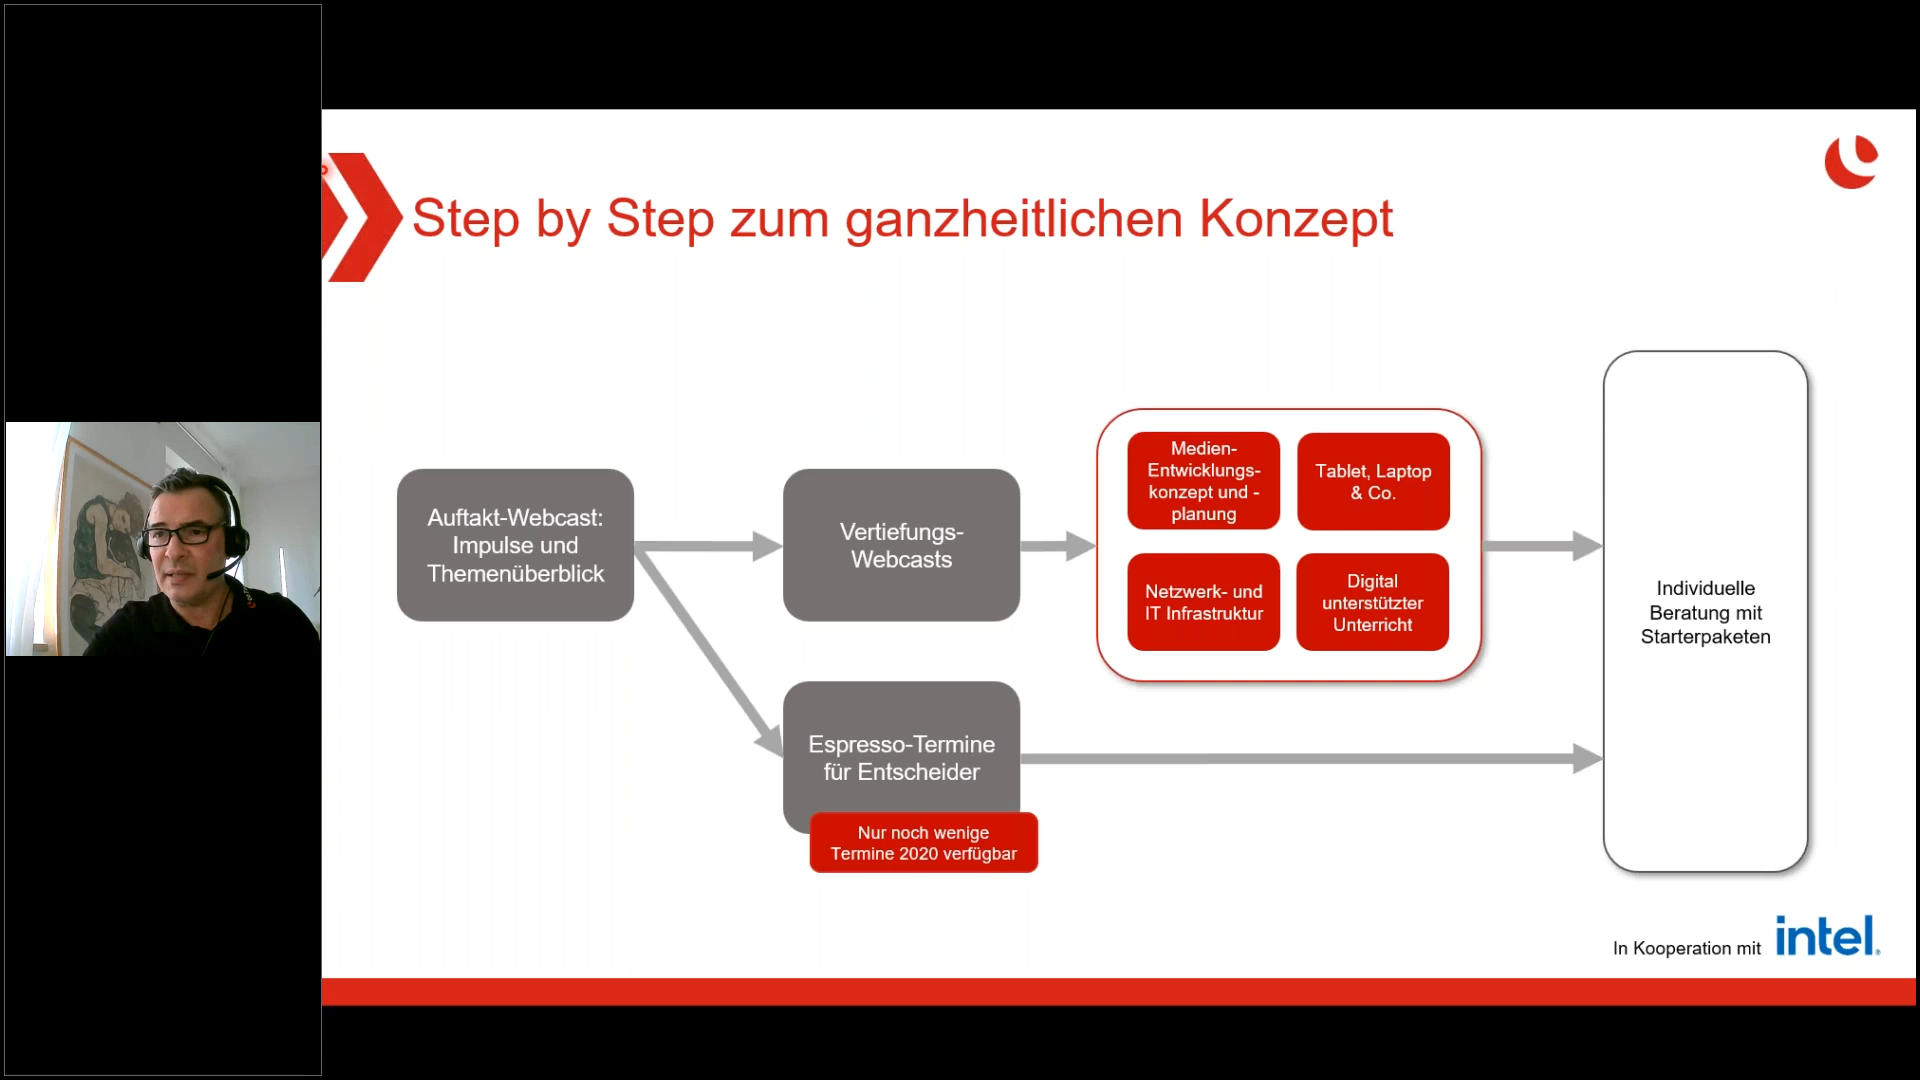 Step by Step zum ganzheitlichen Konzept
Auftakt-Webcast:
Impulse und
Themenüberblick
Vertiefungs-
Webcasts
Medien-
Entwicklungs-
konzept und -
planung
Tablet, Laptop
& Co.
Netzwerk- und
IT Infrastruktur
Digital
unterstützter
Unterricht
Espresso-Termine
für Entscheider
Nur noch wenige
Termine 2020 verfügbar
Individuelle
Beratung mit
Starterpaketen
In Kooperation mit intel